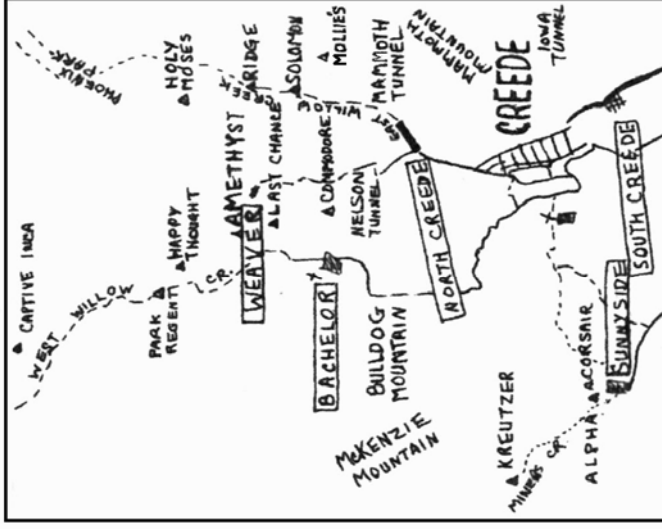 PHOENIX
PARK
CAPTIVE INCA
HOLY
MOSES
WEST WILLOW CR.
HAPPY
THOUGHT
PARK
REGENT
RIDGE
AMETHYST
SOLOMON
MOLLIE'S
EAST WILLOW CREEK
LAST CHANCE
WEAVER
COMMODORE
MAMMOTH
TUNNEL
MAMMOTH
MOUNTAIN
NELSON
TUNNEL
BACHELOR
BULLDOG
MOUNTAIN
McKENZIE
MOUNTAIN
NORTH CREEDE
CREEDE
IOWA
TUNNEL
KREUTZER
MINERS CR.
ALPHA
CORSAIR
SUNNYSIDE
SOUTH CREEDE